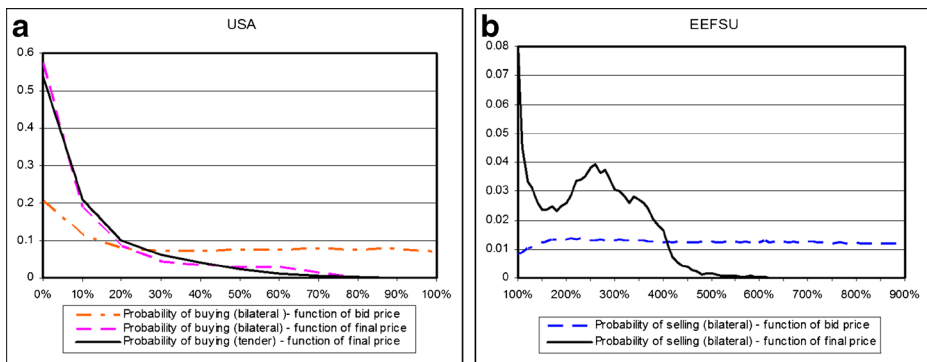 a
USA
0.6
0.5
0.4
0.3
0.2
0.1
0
0% 10% 20% 30% 40% 50% 60% 70% 80% 90% 100%
Probability of buying (bilateral )- function of bid price
Probability of buying (bilateral) - function of final price
Probability of buying (tender) - function of final price
b
EEFSU
0.08
0.07
0.06
0.05
0.04
0.03
0.02
0.01
0
100% 200% 300% 400% 500% 600% 700% 800% 900%
Probability of selling (bilateral) - function of bid price
Probability of selling (bilateral) - function of final price